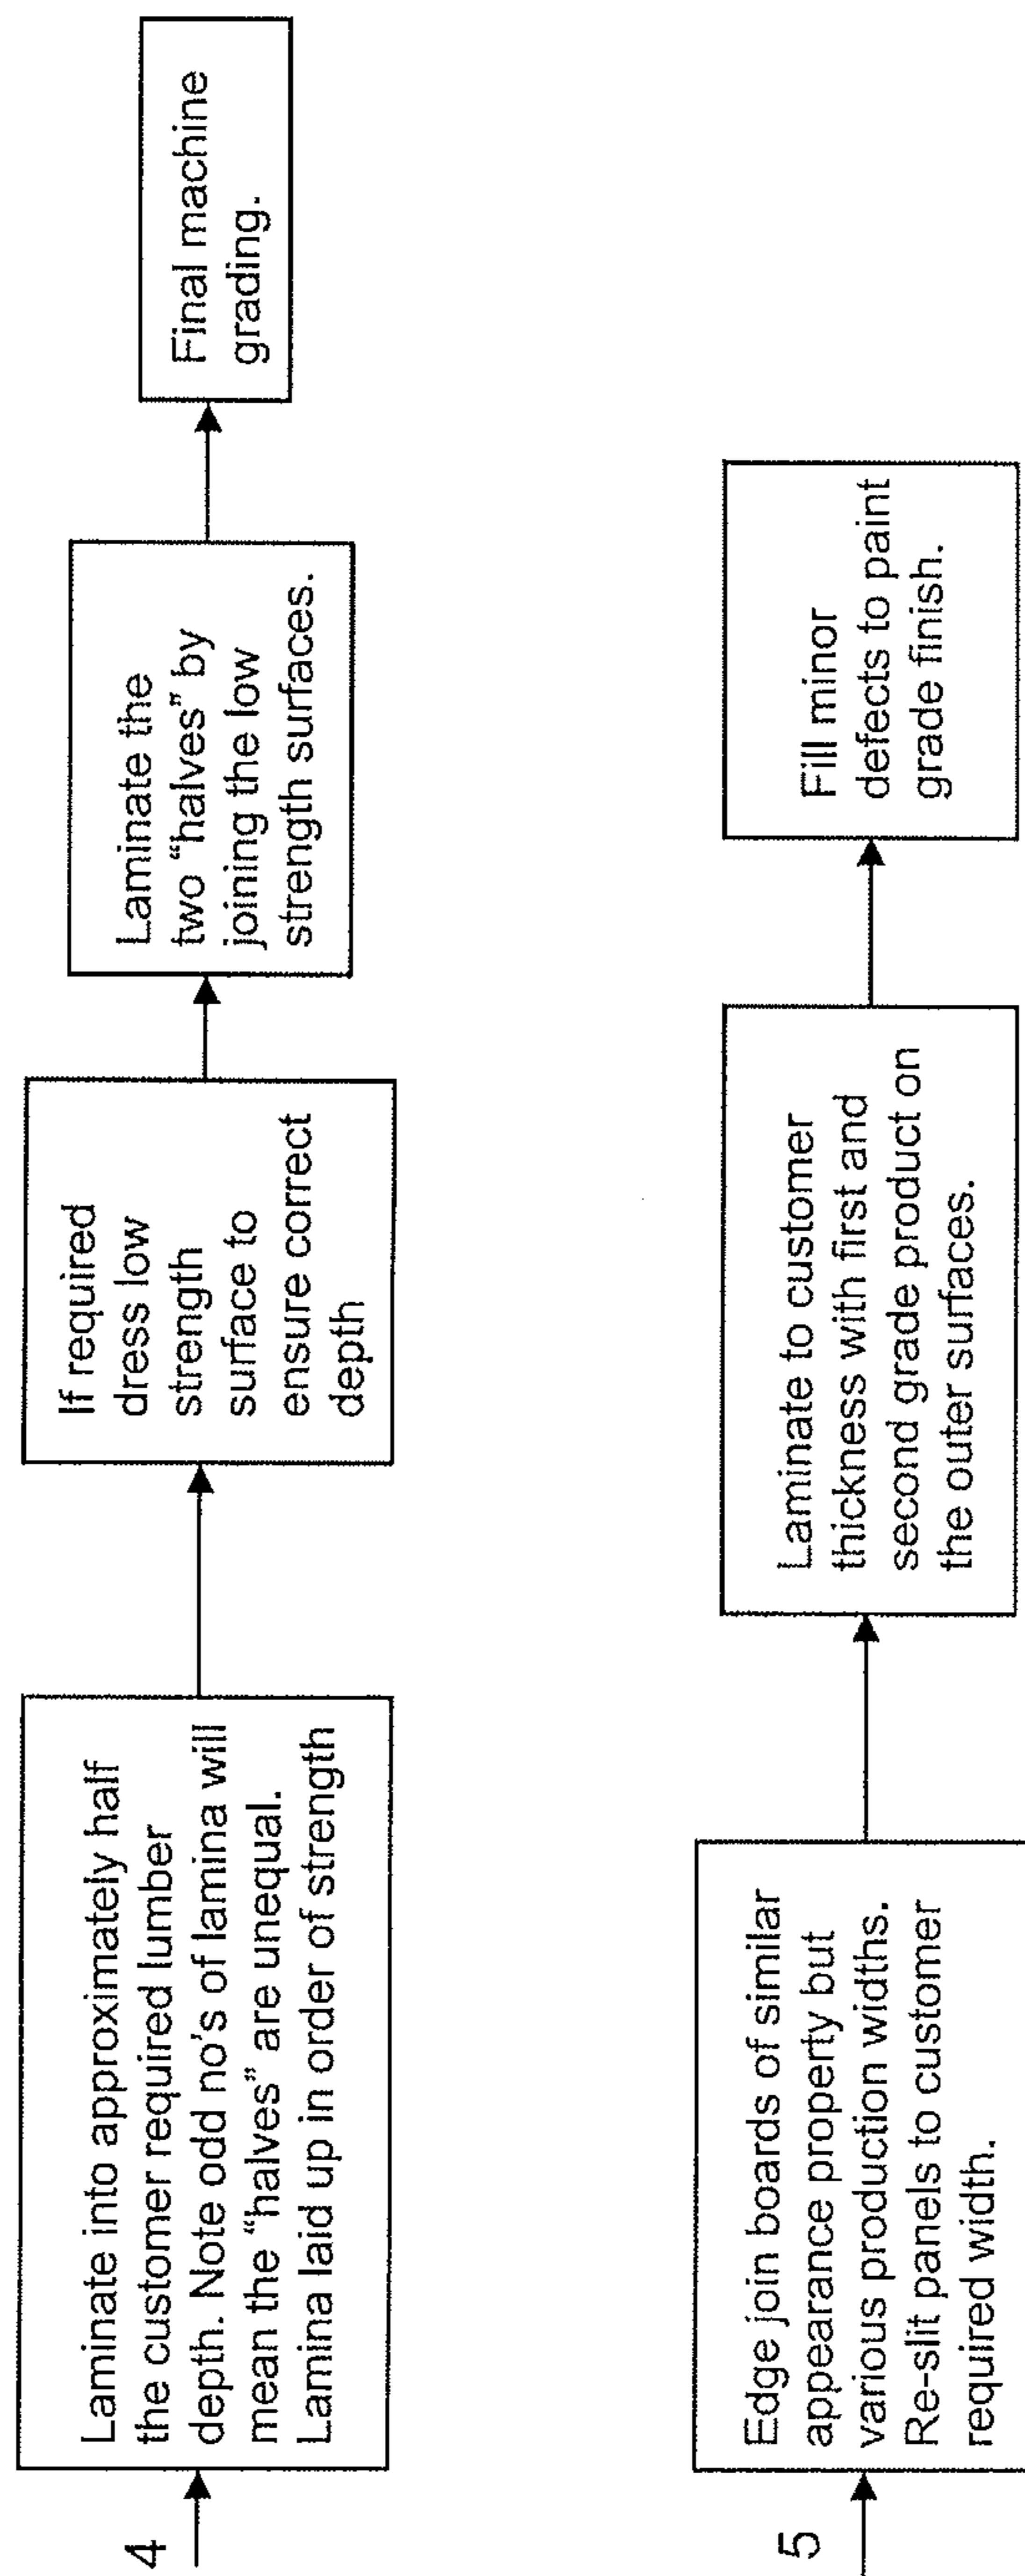 4
Laminate into approximately half
the customer required lumber
depth. Note odd no's of lamina will
mean the “halves” are unequal.
Lamina laid up in order of strength
If required
dress low
strength
surface to
ensure correct
depth
Laminate the
two “halves” by
joining the low
strength surfaces.
Final machine
grading.
5
Edge join boards of similar
appearance property but
various production widths.
Re-slit panels to customer
required width.
Laminate to customer
thickness with first and
second grade product on
the outer surfaces.
Fill minor
defects to paint
grade finish.